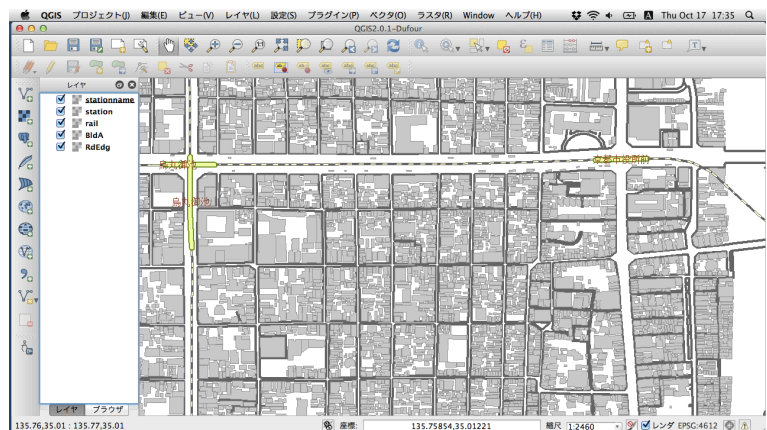 QGIS プロジェクト(J) 編集(E) ビュー(V) レイヤ(L) 設定(S) プラグイン(P) ベクタ(O) ラスタ(R) Window ヘルプ(H) Thu Oct 17 17:35
QGIS2.0.1-Dufour
レイヤ
stationname
station
rail
BldA
RdEdg
烏丸御池
京都市役所前
烏丸御池
レイヤ ブラウザ
135.76,35.01 : 135.77,35.01 座標: 135.75854,35.01221 縮尺 1:2460 レンダ EPSG:4612